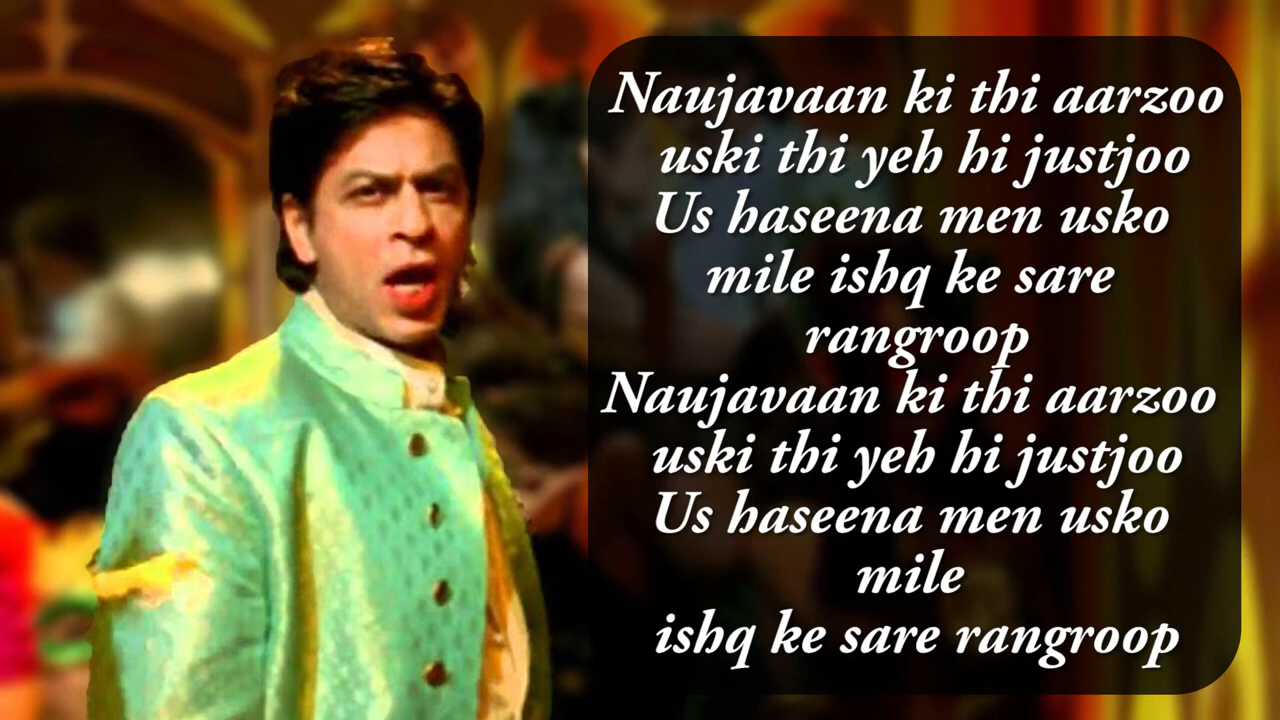 Naujavaan ki thi aarzoo
uski thi yeh hi justjoo
Us haseena men usko
mile ishq ke sare
rangroop
Naujavaan ki thi aarzoo
uski thi yeh hi justjoo
Us haseena men usko
mile
ishq ke sare rangroop